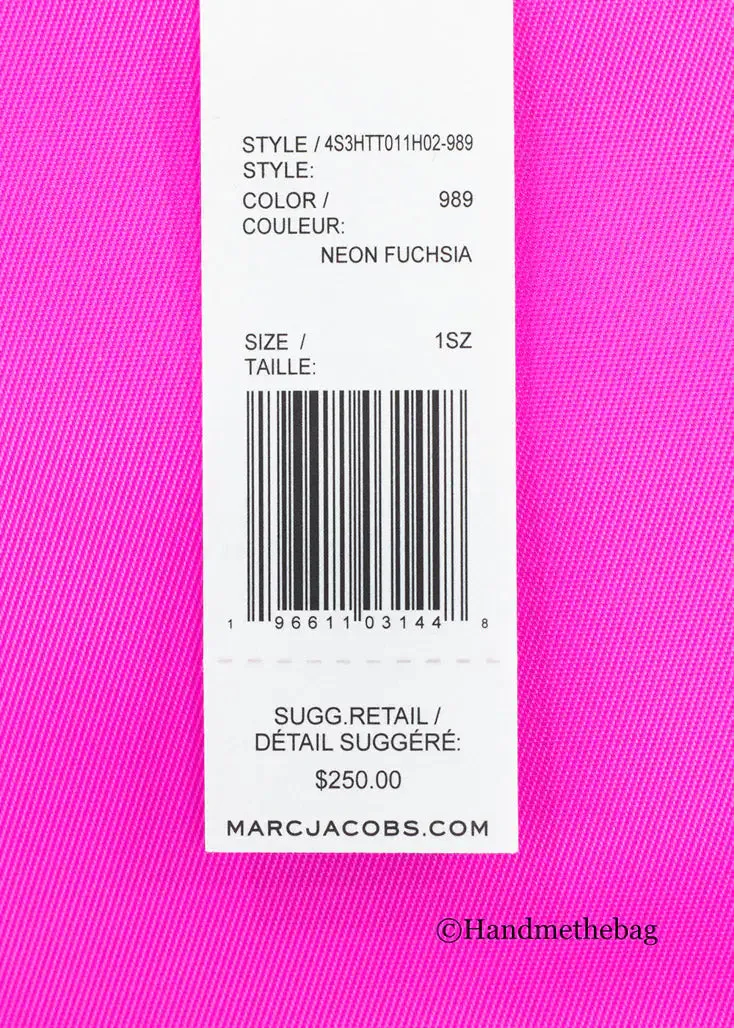 STYLE / 4S3HTT011H02-989
STYLE:
COLOR / 989
COULEUR:
NEON FUCHSIA
SIZE / 1SZ
TAILLE:
1 96611 03144 8
SUGG.RETAIL /
DÉTAIL SUGGÉRÉ:
$250.00
MARCJACOBS.COM
©Handmethebag